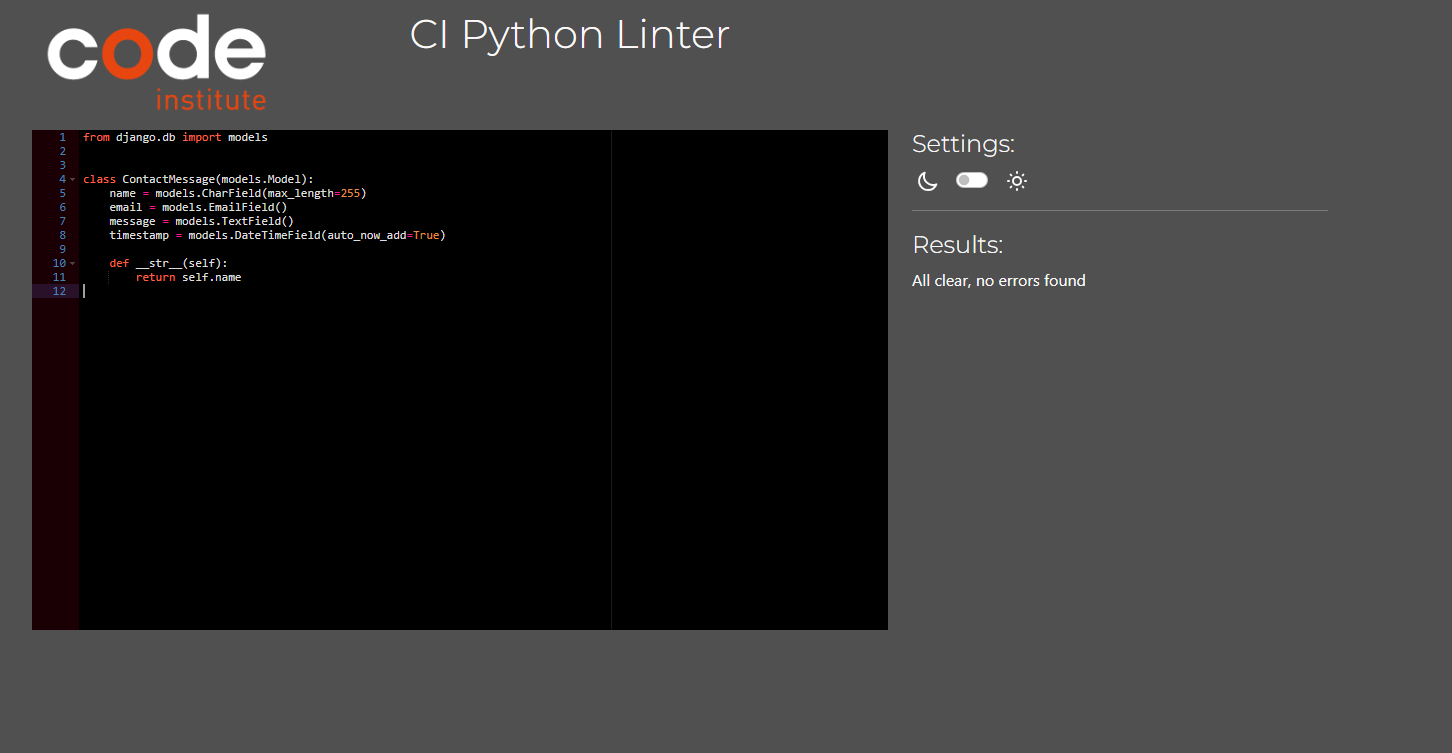 code
institute
CI Python Linter
1 from django.db import models
2
3
4 class ContactMessage(models.Model):
5     name = models.CharField(max_length=255)
6     email = models.EmailField()
7     message = models.TextField()
8     timestamp = models.DateTimeField(auto_now_add=True)
9
10     def __str__(self):
11         return self.name
12
Settings:
Results:
All clear, no errors found